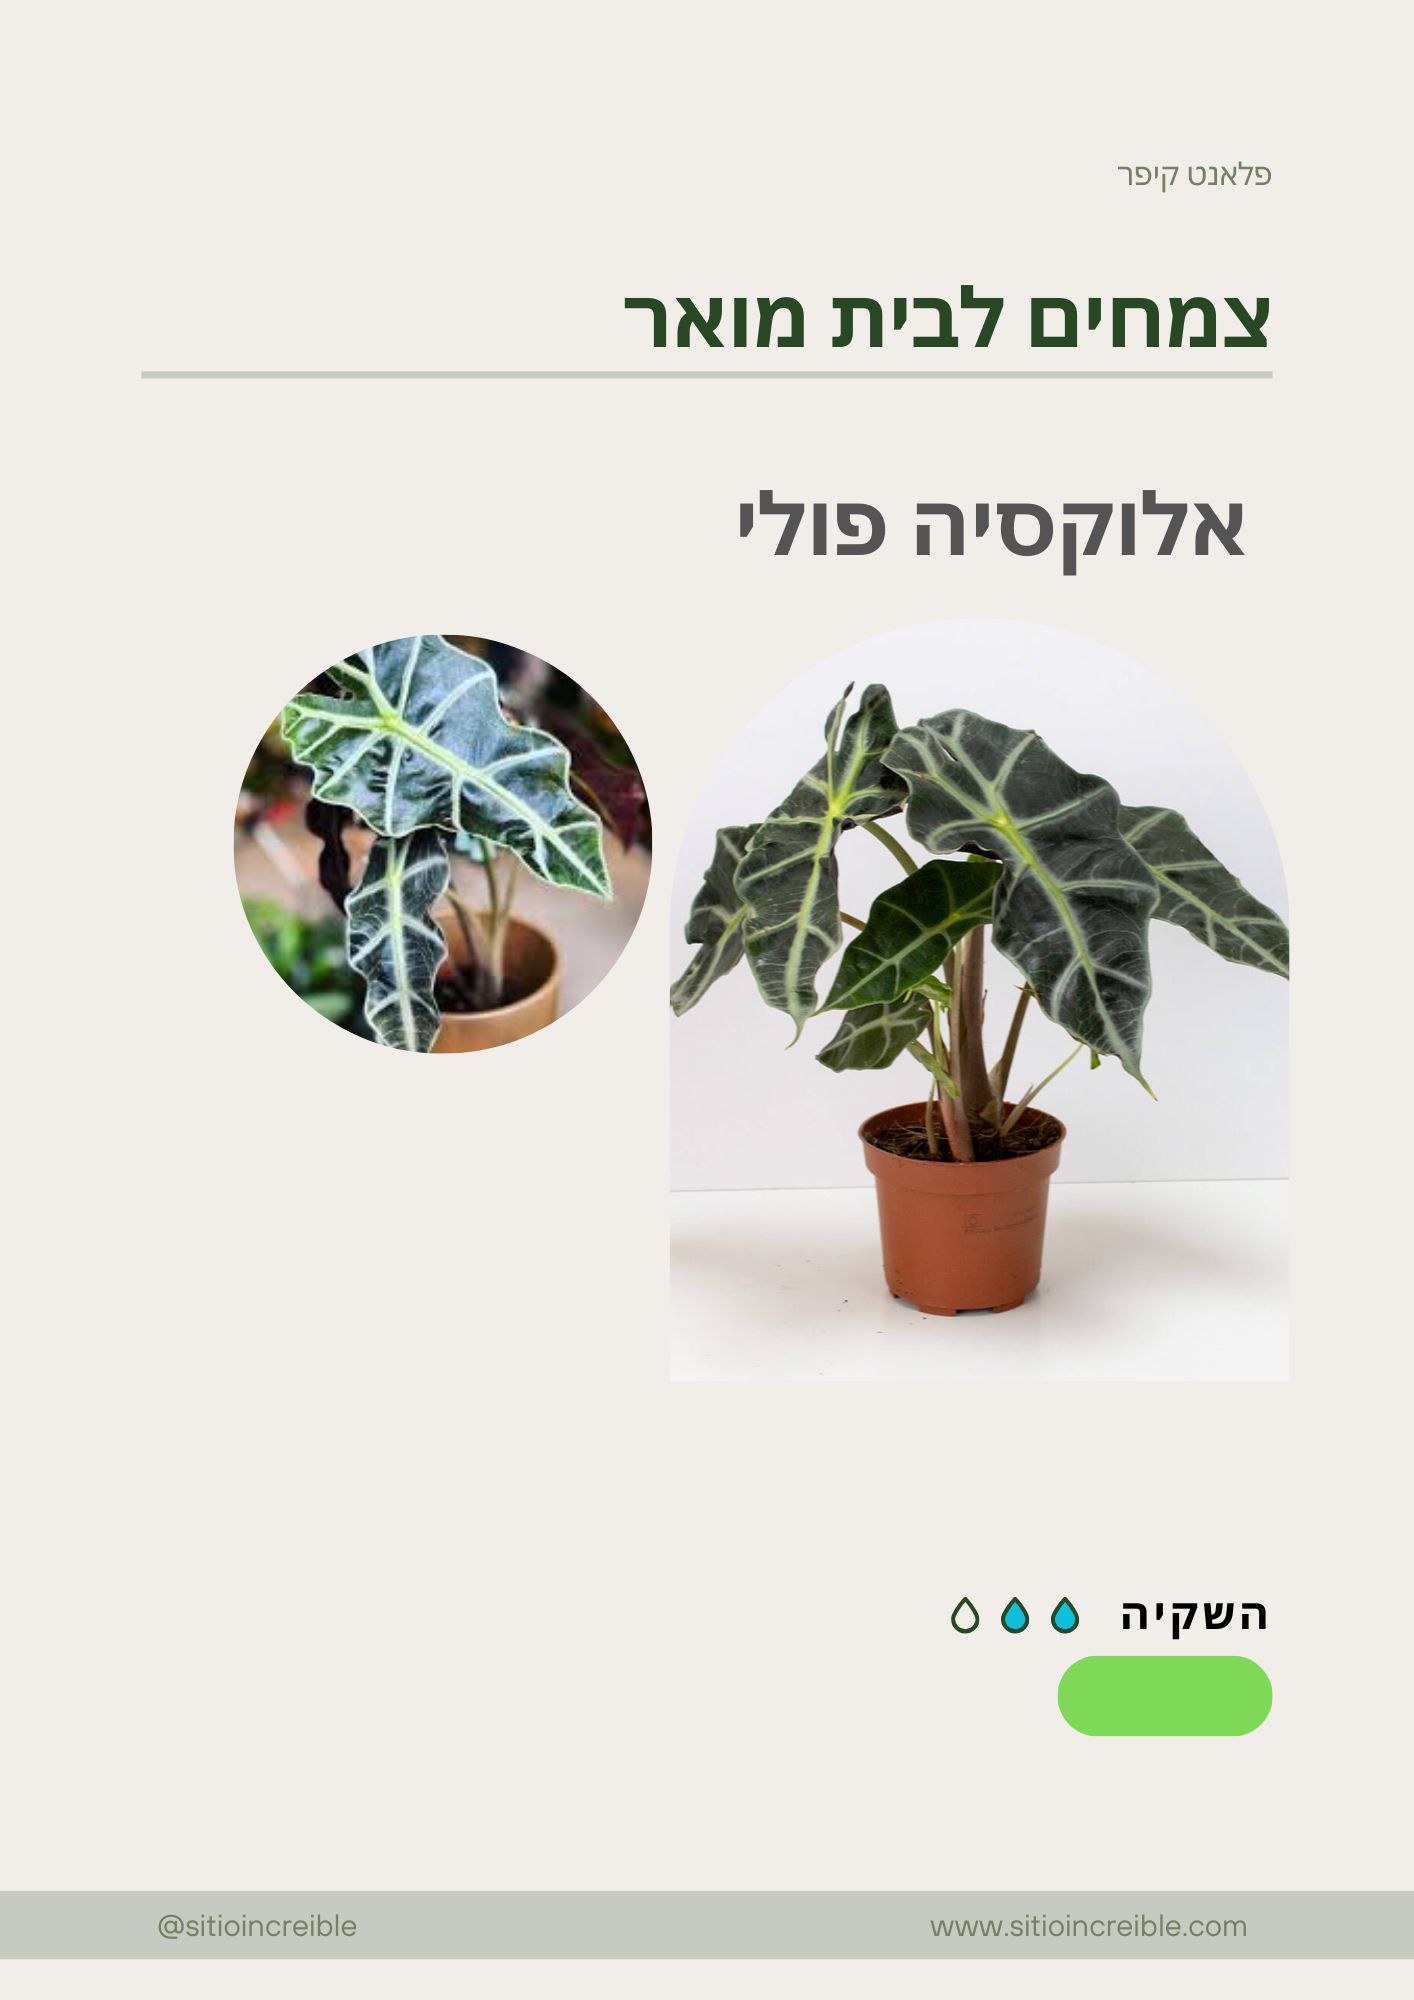 פלאנט קיפר
צמחים לבית מואר
אלוקסיה פולי
השקיה
@sitioincreible
www.sitioincreible.com